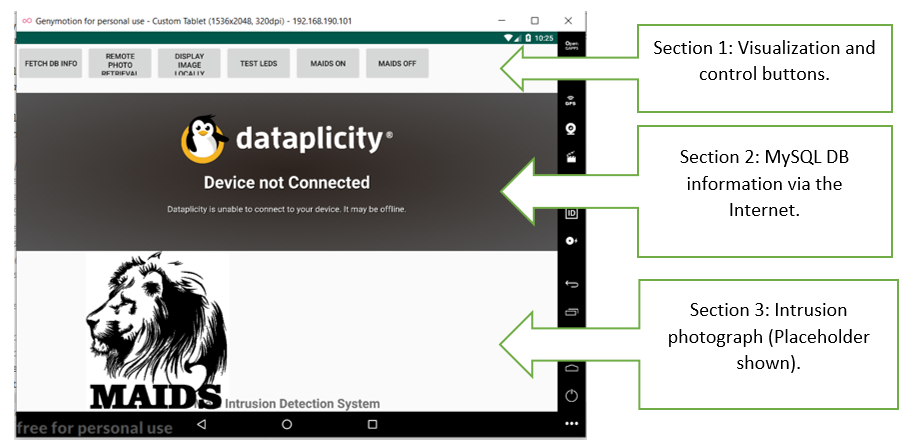 Genymotion for personal use - Custom Tablet (1536x2048, 320dpi) - 192.168.190.101
10:25
Open
GAPPS
FETCH DB INFO
REMOTE
PHOTO
RETRIEVAL
DISPLAY
IMAGE
LOCALLY
TEST LEDS
MAIDS ON
MAIDS OFF
Section 1: Visualization and
control buttons.
GPS
dataplicity®
Device not Connected
Dataplicity is unable to connect to your device. It may be offline.
ID
Section 2: MySQL DB
information via the
Internet.
MAIDS
Intrusion Detection System
free for personal use
Section 3: Intrusion
photograph (Placeholder
shown).